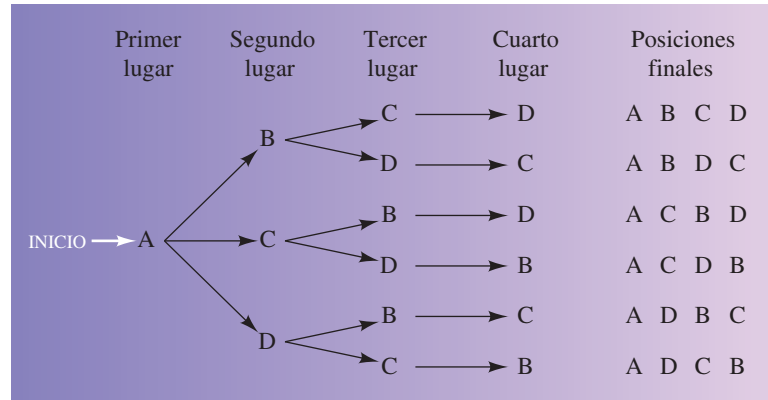 Primer Segundo Tercer Cuarto Posiciones
lugar lugar lugar lugar finales
C D A B C D
B
D C A B D C
B D A C B D
INICIO A C
D B A C D B
B C A D B C
D
C B A D C B